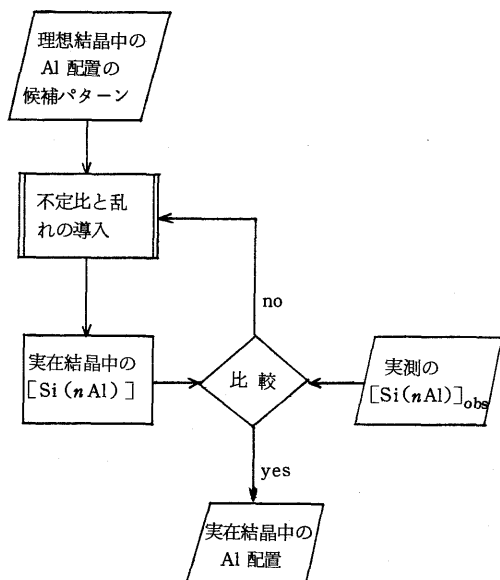 理想結晶中の
Al 配置の
候補パターン
不定比と乱
れの導入
no
実在結晶中の
[Si(nAl)]
比較
実測の
[Si(nAl)]obs
yes
実在結晶中の
Al 配置